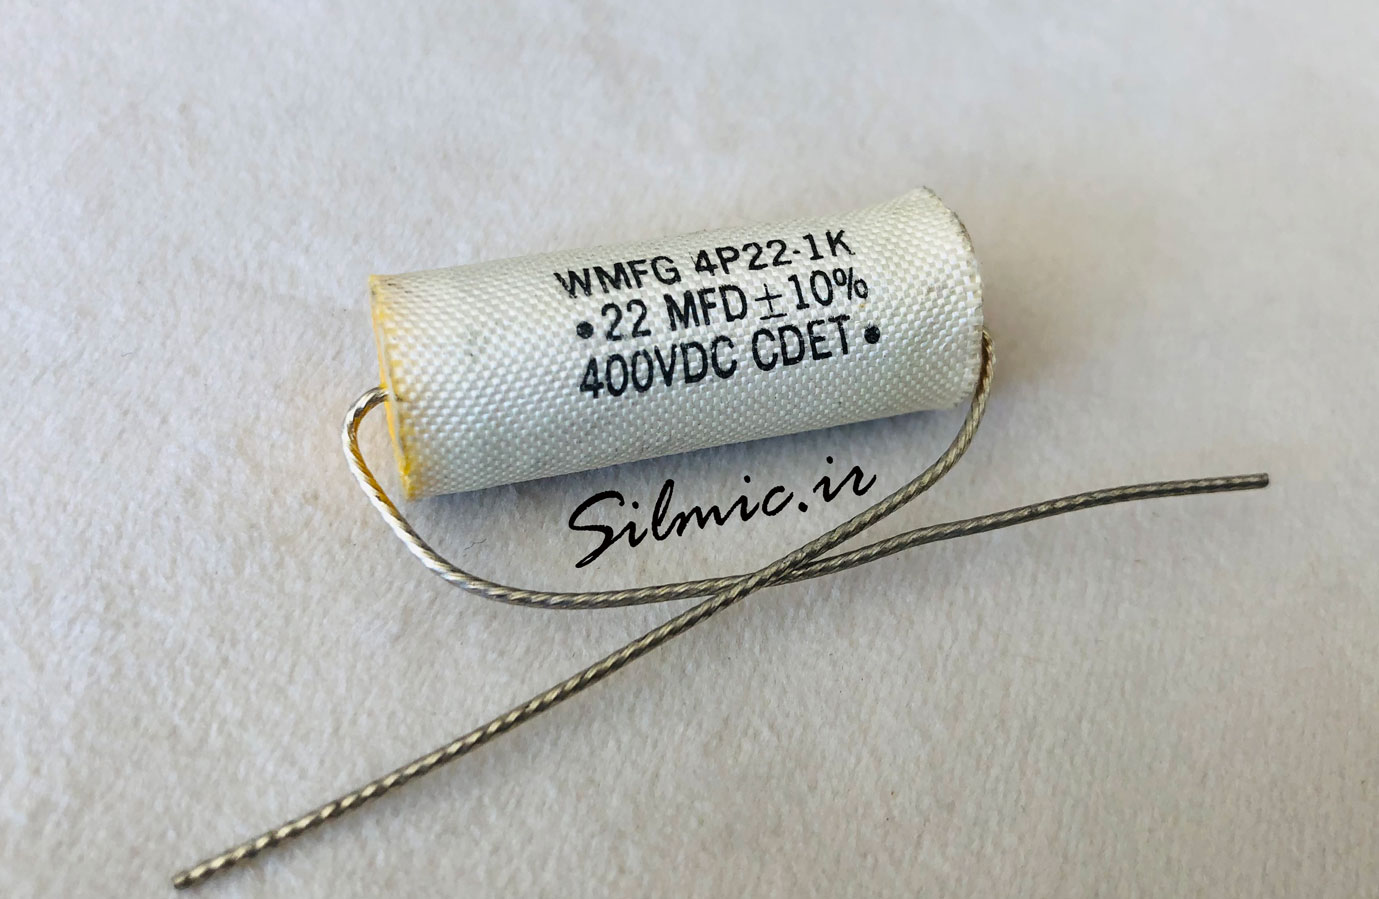 WMFG 4P22-1K
•22 MFD ± 10%
400VDC CDET•
Silmic.ir